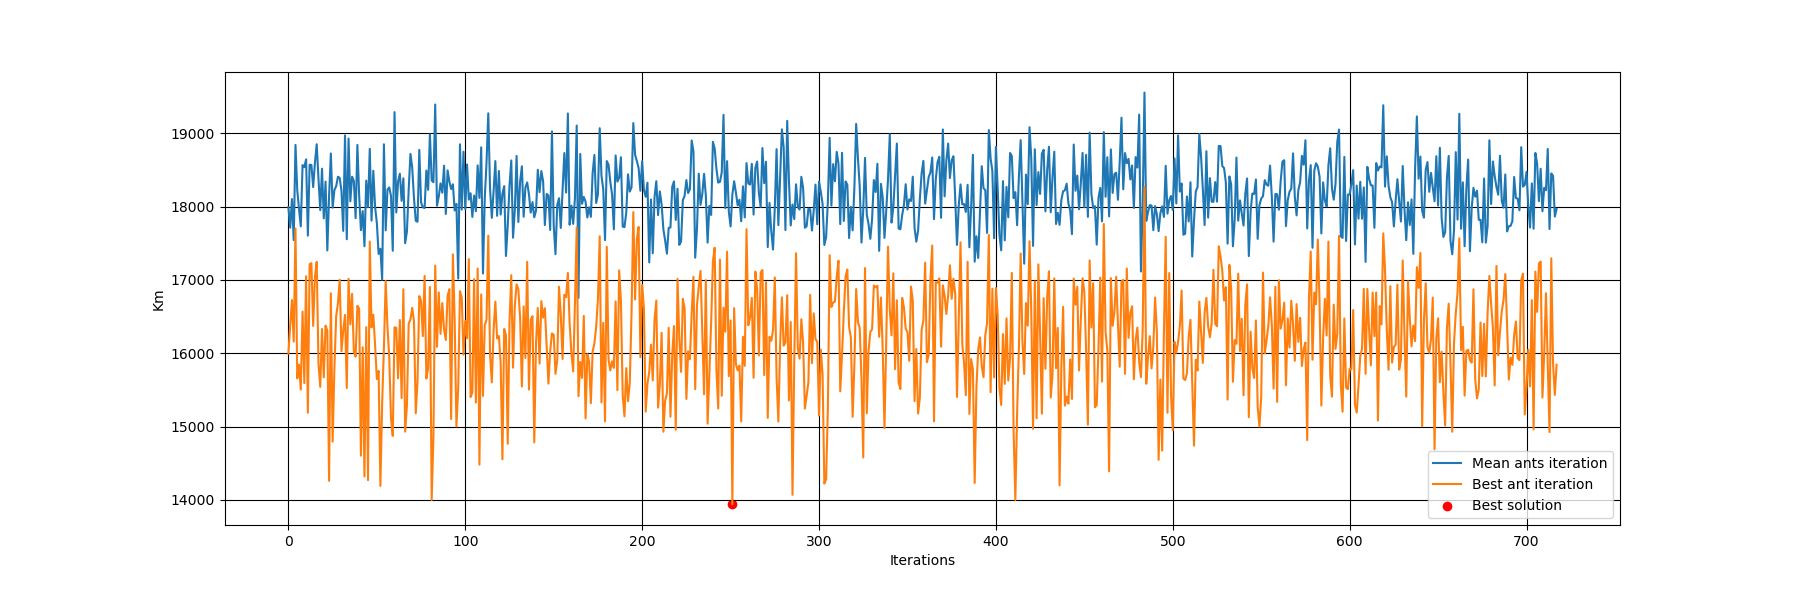 19000
18000
17000
16000
15000
14000
Km
0 100 200 300 400 500 600 700
Iterations
Mean ants iteration
Best ant iteration
Best solution